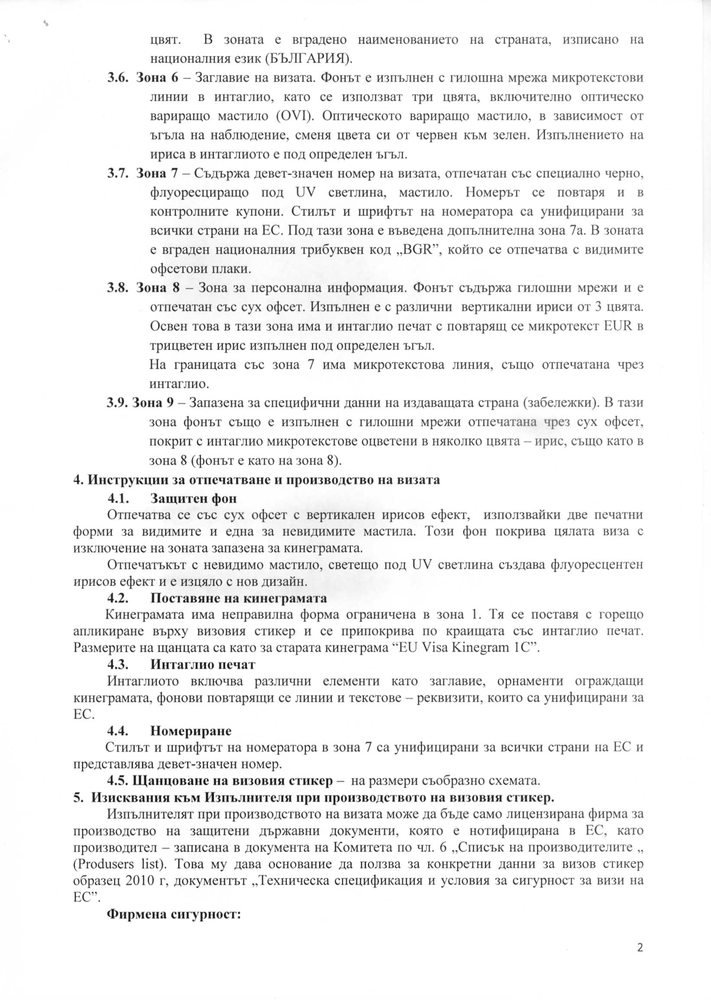 цвят. В зоната е вградено наименованието на страната, изписано на
националния език (БЪЛГАРИЯ).
3.6. Зона 6 – Заглавие на визата. Фонът е изпълнен с гилошна мрежа микротекстови
линии в интаглио, като се използват три цвята, включително оптическо
вариращо мастило (OVI). Оптическото вариращо мастило, в зависимост от
ъгъла на наблюдение, сменя цвета си от червен към зелен. Изпълнението на
ириса в интаглиото е под определен ъгъл.
3.7. Зона 7 – Съдържа девет-значен номер на визата, отпечатан със специално черно,
флуоресциращо под UV светлина, мастило. Номерът се повтаря и в
контролните купони. Стилът и шрифтът на номератора са унифицирани за
всички страни на ЕС. Под тази зона е въведена допълнителна зона 7а. В зоната
е вграден националния трибуквен код „BGR”, който се отпечатва с видимите
офсетови плаки.
3.8. Зона 8 – Зона за персонална информация. Фонът съдържа гилошни мрежи и е
отпечатан със сух офсет. Изпълнен е с различни вертикални ириси от 3 цвята.
Освен това в тази зона има и интаглио печат с повтарящ се микротекст EUR в
трицветен ирис изпълнен под определен ъгъл.
На границата със зона 7 има микротекстова линия, също отпечатана чрез
интаглио.
3.9. Зона 9 – Запазена за специфични данни на издаващата страна (забележки). В тази
зона фонът също е изпълнен с гилошни мрежи отпечатана чрез сух офсет,
покрит с интаглио микротекстове оцветени в няколко цвята – ирис, също като в
зона 8 (фонът е като на зона 8).
4. Инструкции за отпечатване и производство на визата
4.1. Защитен фон
Отпечатва се със сух офсет с вертикален ирисов ефект, използвайки две печатни
форми за видимите и една за невидимите мастила. Този фон покрива цялата виза с
изключение на зоната запазена за кинеграмата.
Отпечатъкът с невидимо мастило, светещо под UV светлина създава флуоресцентен
ирисов ефект и е изцяло с нов дизайн.
4.2. Поставяне на кинеграмата
Кинеграмата има неправилна форма ограничена в зона 1. Тя се поставя с горещо
апликиране върху визовия стикер и се припокрива по краищата със интаглио печат.
Размерите на щанцата са като за старата кинеграма “EU Visa Kinegram 1C”.
4.3. Интаглио печат
Интаглиото включва различни елементи като заглавие, орнаменти ограждащи
кинеграмата, фонови повтарящи се линии и текстове – реквизити, които са унифицирани за
ЕС.
4.4. Номериране
Стилът и шрифтът на номератора в зона 7 са унифицирани за всички страни на ЕС и
представлява девет-значен номер.
4.5. Щанцоване на визовия стикер – на размери съобразно схемата.
5. Изисквания към Изпълнителя при производството на визовия стикер.
Изпълнителят при производството на визата може да бъде само лицензирана фирма за
производство на защитени държавни документи, която е нотифицирана в ЕС, като
производител – записана в документа на Комитета по чл. 6 „Списък на производителите „
(Produsers list). Това му дава основание да ползва за конкретни данни за визов стикер
образец 2010 г, документът „Техническа спецификация и условия за сигурност за визи на
ЕС”.
Фирмена сигурност:
2